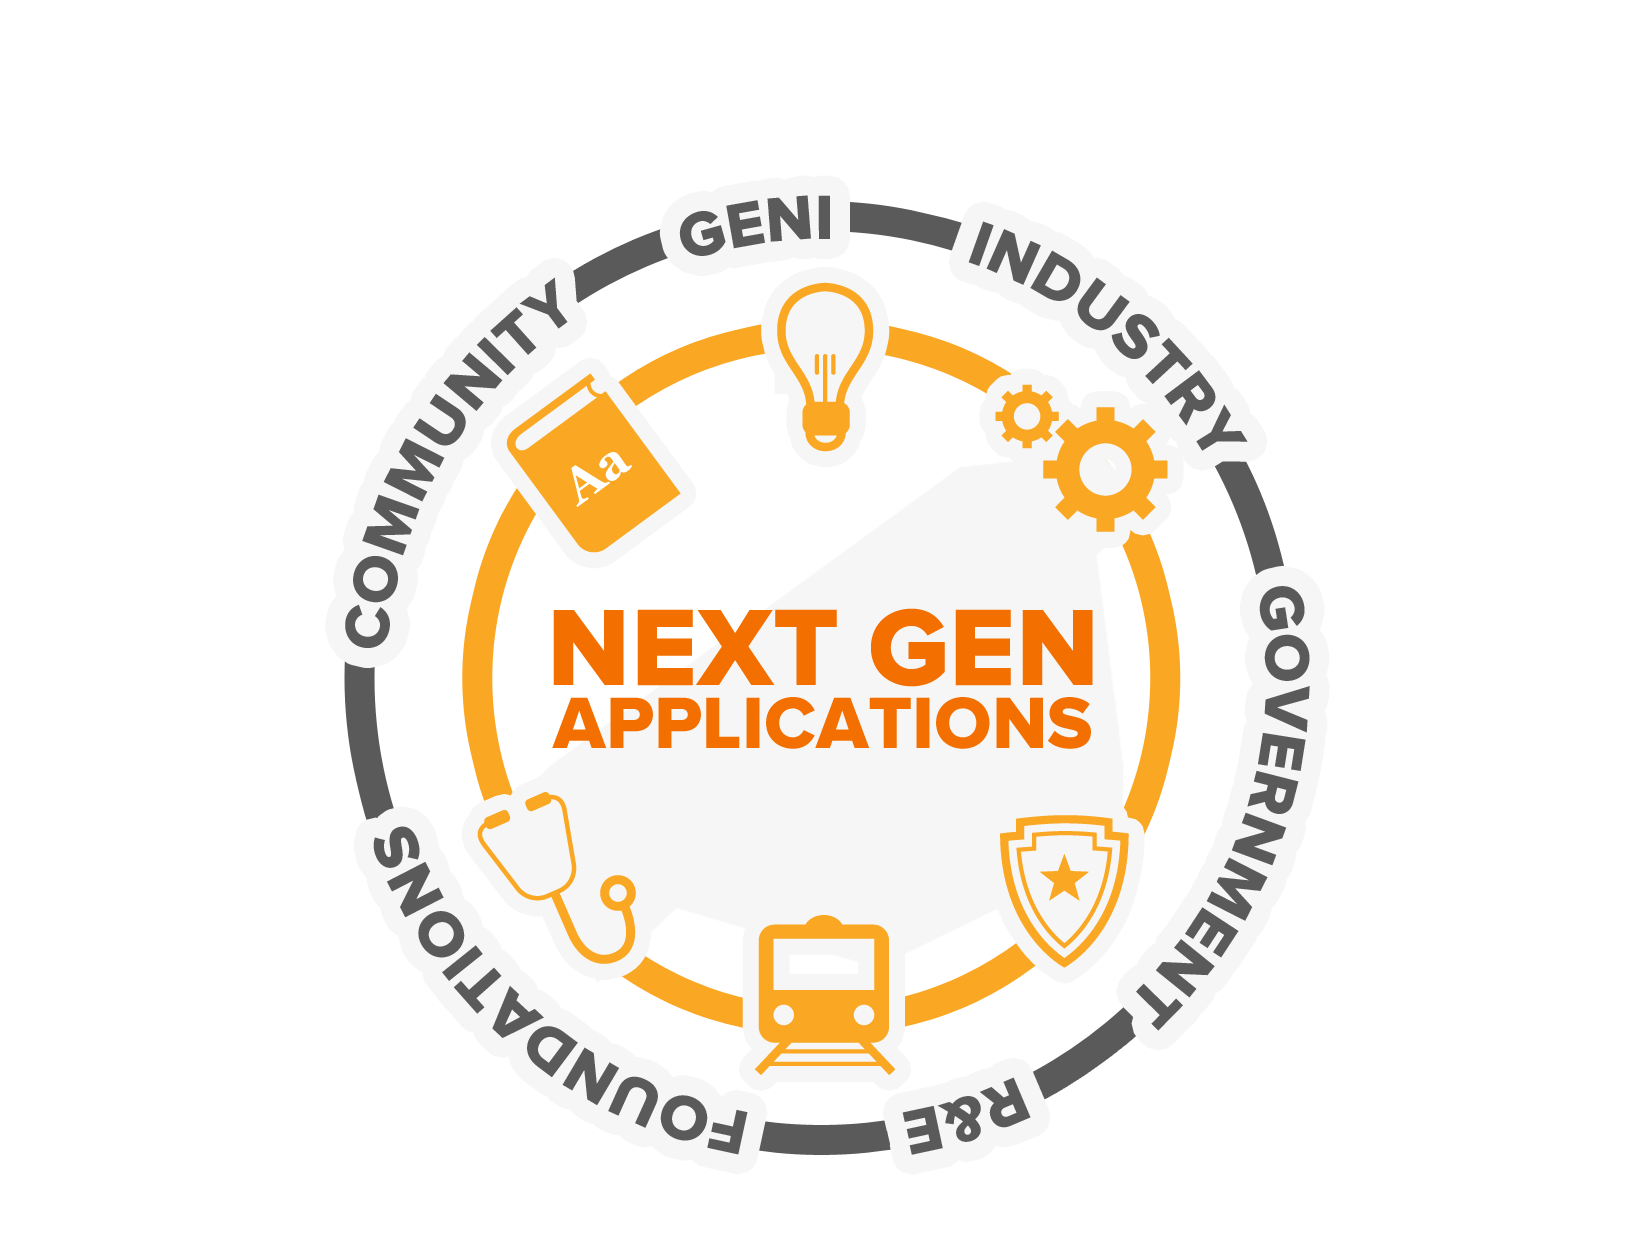 GENI
INDUSTRY
GOVERNMENT
R&E
FOUNDATIONS
COMMUNITY
Aa
NEXT GEN
APPLICATIONS